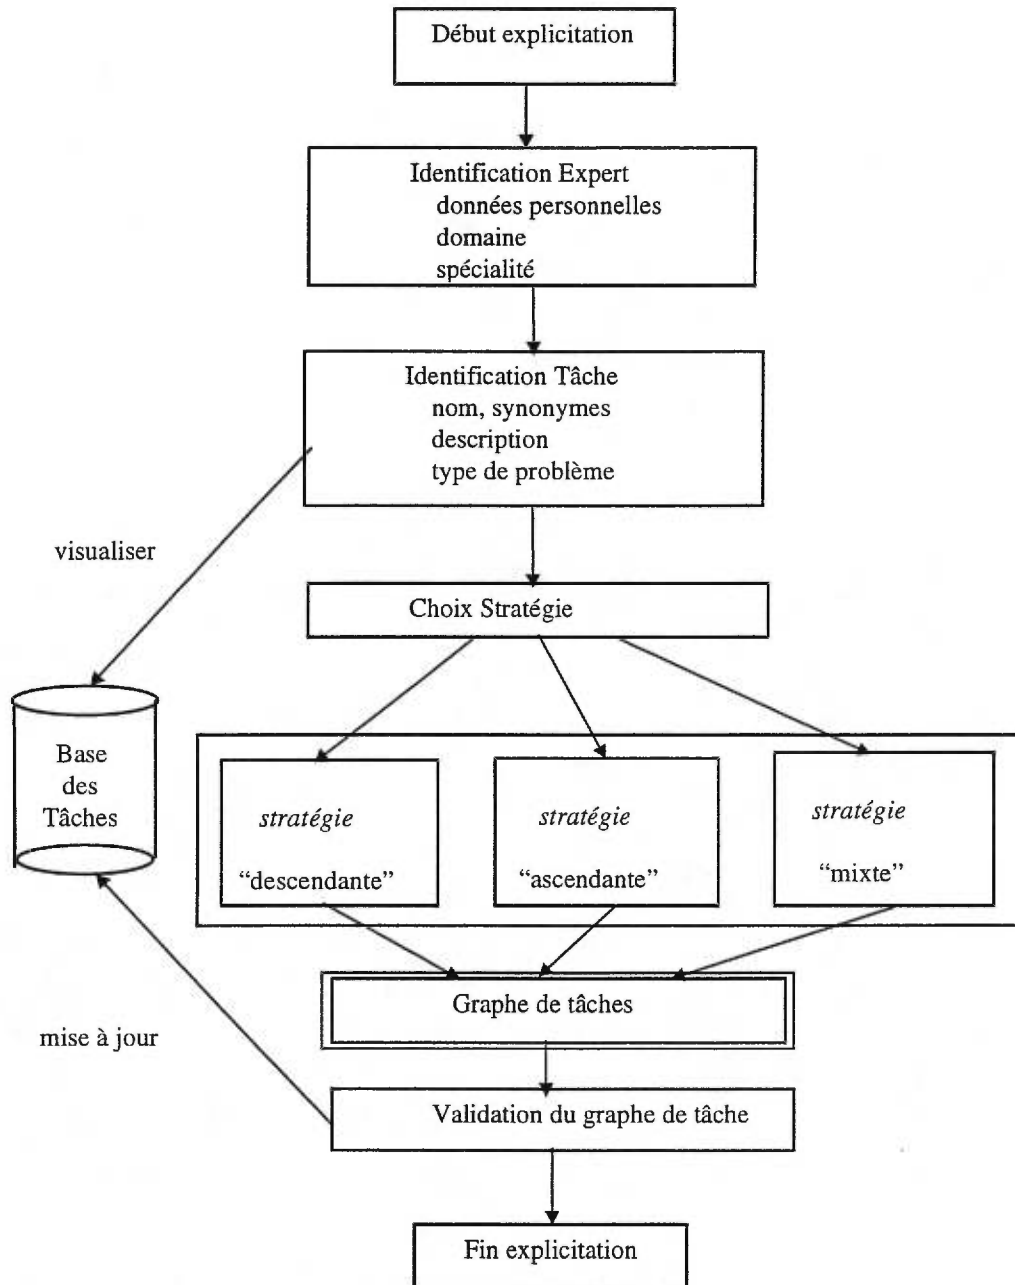 Début explicitation
Identification Expert
données personnelles
domaine
spécialité
Identification Tâche
nom, synonymes
description
type de problème
visualiser
Choix Stratégie
Base
des
Tâches
stratégie
“descendante”
stratégie
“ascendante”
stratégie
“mixte”
Graphe de tâches
mise à jour
Validation du graphe de tâche
Fin explicitation